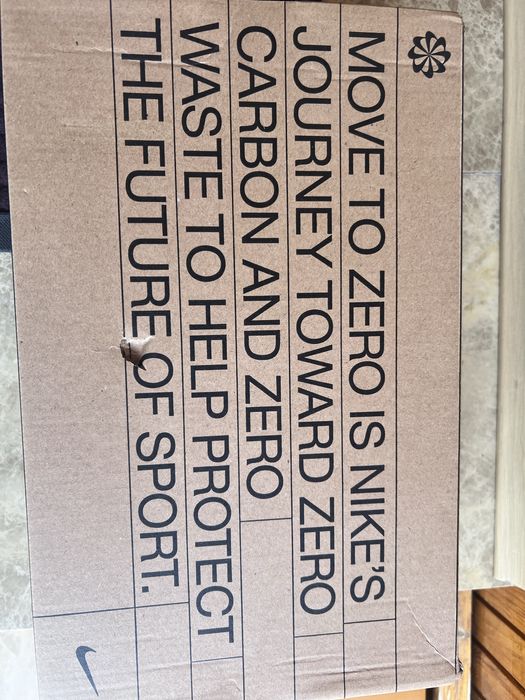 MOVE TO ZERO IS NIKE'S
JOURNEY TOWARD ZERO
CARBON AND ZERO
WASTE TO HELP PROTECT
THE FUTURE OF SPORT.